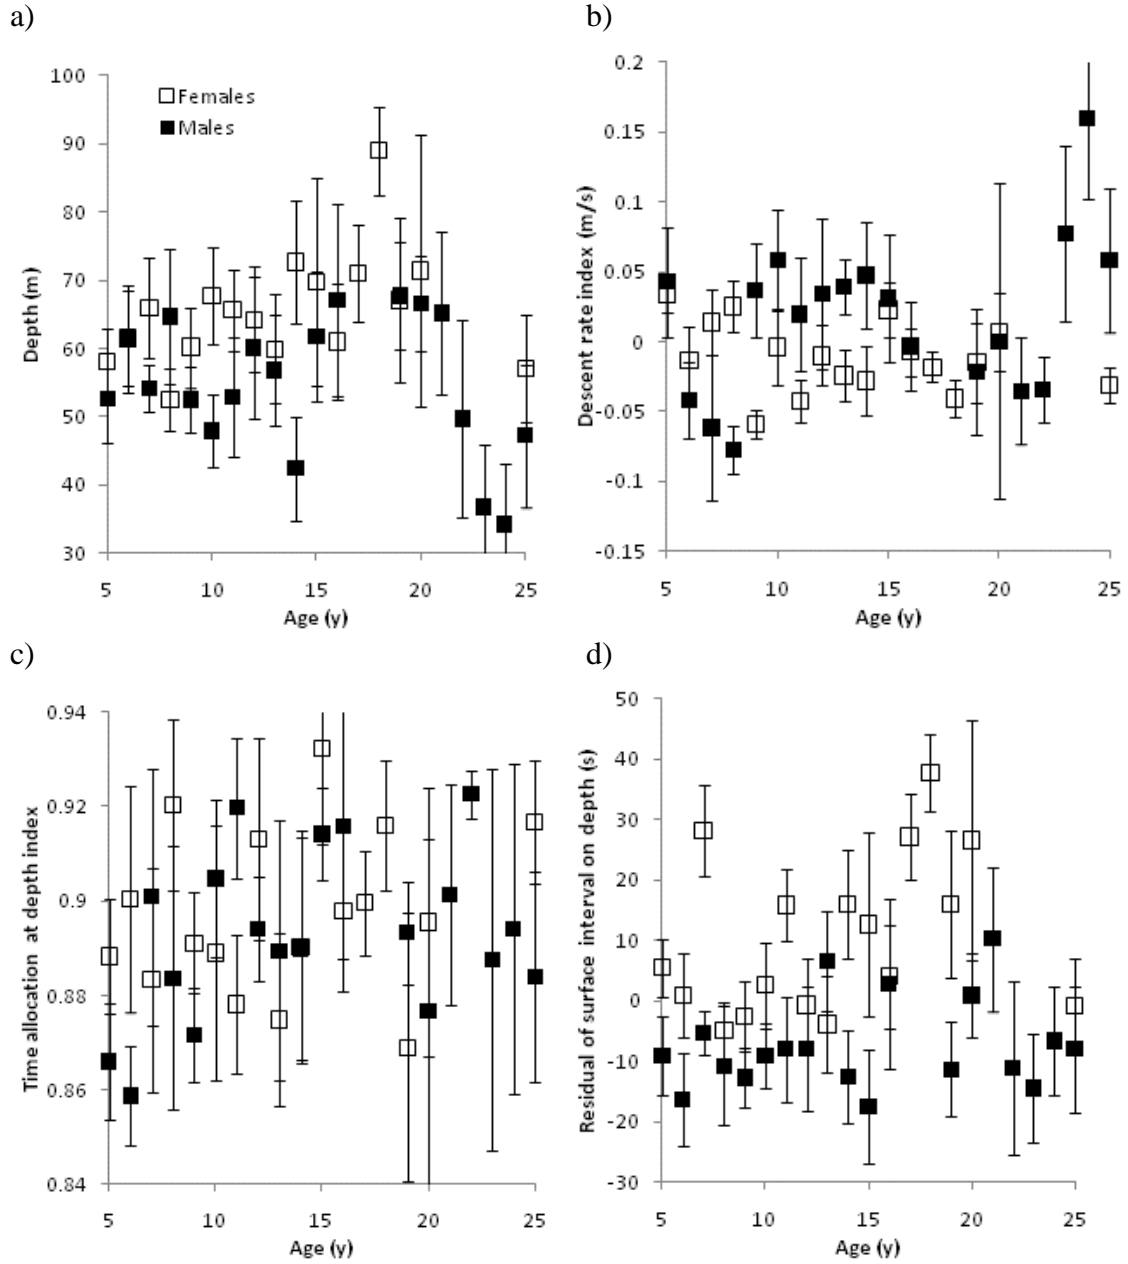 a)
100
90
80
70
60
50
40
30
Depth (m)
Females
Males
5 10 15 20 25
Age (y)
b)
0.2
0.15
0.1
0.05
0
-0.05
-0.1
-0.15
Descent rate index (m/s)
5 10 15 20 25
Age (y)
c)
0.94
0.92
0.9
0.88
0.86
0.84
Time allocation at depth index
5 10 15 20 25
Age (y)
d)
50
40
30
20
10
0
-10
-20
-30
Residual of surface interval on depth (s)
5 10 15 20 25
Age (y)